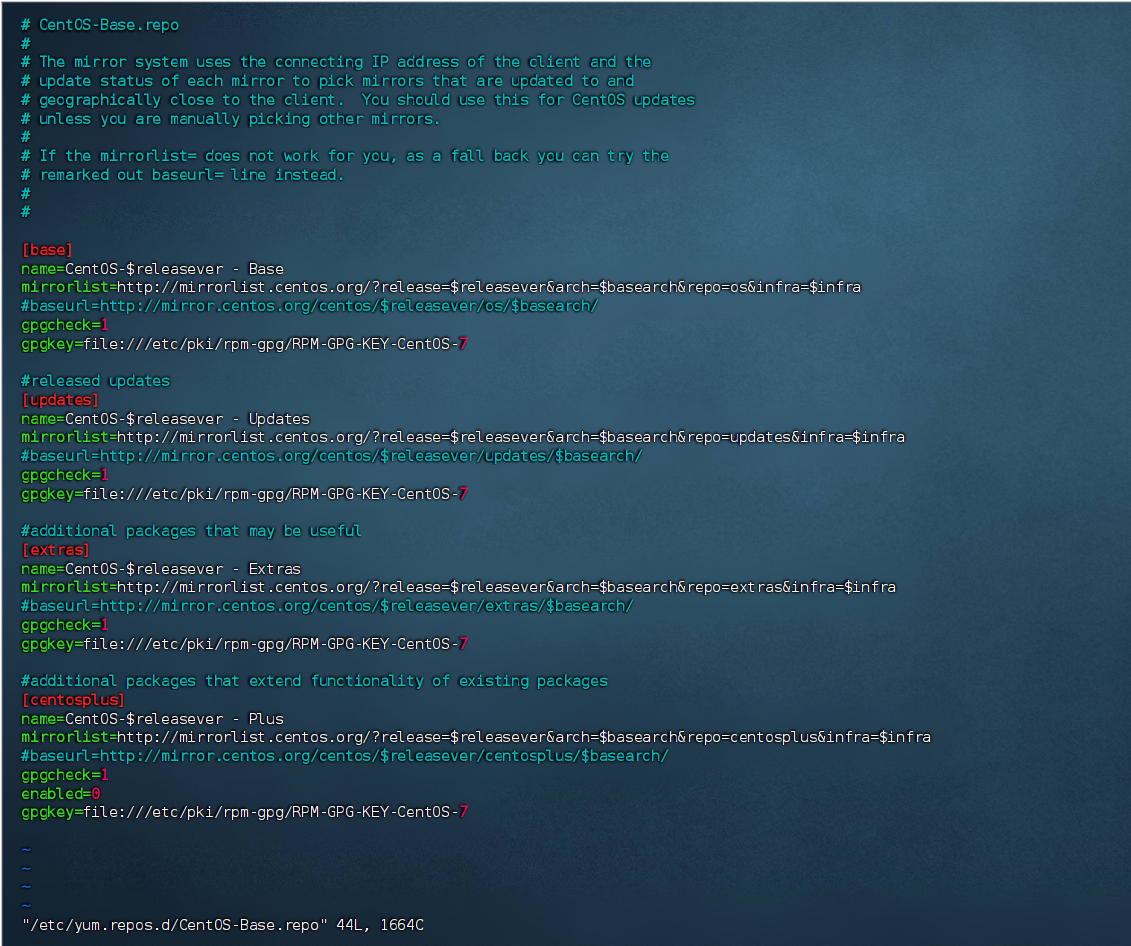 # CentOS-Base.repo
#
# The mirror system uses the connecting IP address of the client and the
# update status of each mirror to pick mirrors that are updated to and
# geographically close to the client.  You should use this for CentOS updates
# unless you are manually picking other mirrors.
#
# If the mirrorlist= does not work for you, as a fall back you can try the
# remarked out baseurl= line instead.
#
#
[base]
name=CentOS-$releasever - Base
mirrorlist=http://mirrorlist.centos.org/?release=$releasever&arch=$basearch&repo=os&infra=$infra
#baseurl=http://mirror.centos.org/centos/$releasever/os/$basearch/
gpgcheck=1
gpgkey=file:///etc/pki/rpm-gpg/RPM-GPG-KEY-CentOS-7
#released updates
[updates]
name=CentOS-$releasever - Updates
mirrorlist=http://mirrorlist.centos.org/?release=$releasever&arch=$basearch&repo=updates&infra=$infra
#baseurl=http://mirror.centos.org/centos/$releasever/updates/$basearch/
gpgcheck=1
gpgkey=file:///etc/pki/rpm-gpg/RPM-GPG-KEY-CentOS-7
#additional packages that may be useful
[extras]
name=CentOS-$releasever - Extras
mirrorlist=http://mirrorlist.centos.org/?release=$releasever&arch=$basearch&repo=extras&infra=$infra
#baseurl=http://mirror.centos.org/centos/$releasever/extras/$basearch/
gpgcheck=1
gpgkey=file:///etc/pki/rpm-gpg/RPM-GPG-KEY-CentOS-7
#additional packages that extend functionality of existing packages
[centosplus]
name=CentOS-$releasever - Plus
mirrorlist=http://mirrorlist.centos.org/?release=$releasever&arch=$basearch&repo=centosplus&infra=$infra
#baseurl=http://mirror.centos.org/centos/$releasever/centosplus/$basearch/
gpgcheck=1
enabled=0
gpgkey=file:///etc/pki/rpm-gpg/RPM-GPG-KEY-CentOS-7
~
~
~
~
"/etc/yum.repos.d/CentOS-Base.repo" 44L, 1664C